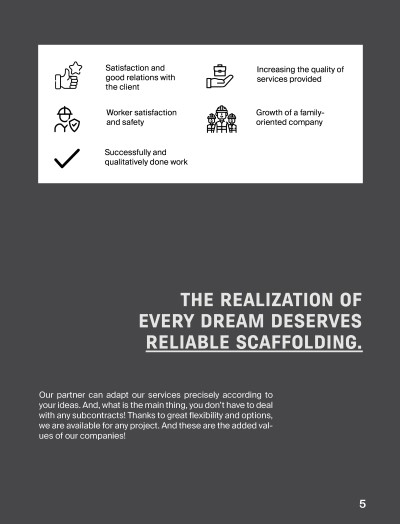 Satisfaction and
good relations with
the client
Increasing the quality of
services provided
Worker satisfaction
and safety
Growth of a family-
oriented company
Successfully and
qualitatively done work
THE REALIZATION OF
EVERY DREAM DESERVES
RELIABLE SCAFFOLDING.
Our partner can adapt our services precisely according to
your ideas. And, what is the main thing, you don't have to deal
with any subcontracts! Thanks to great flexibility and options,
we are available for any project. And these are the added val-
ues of our companies!
5